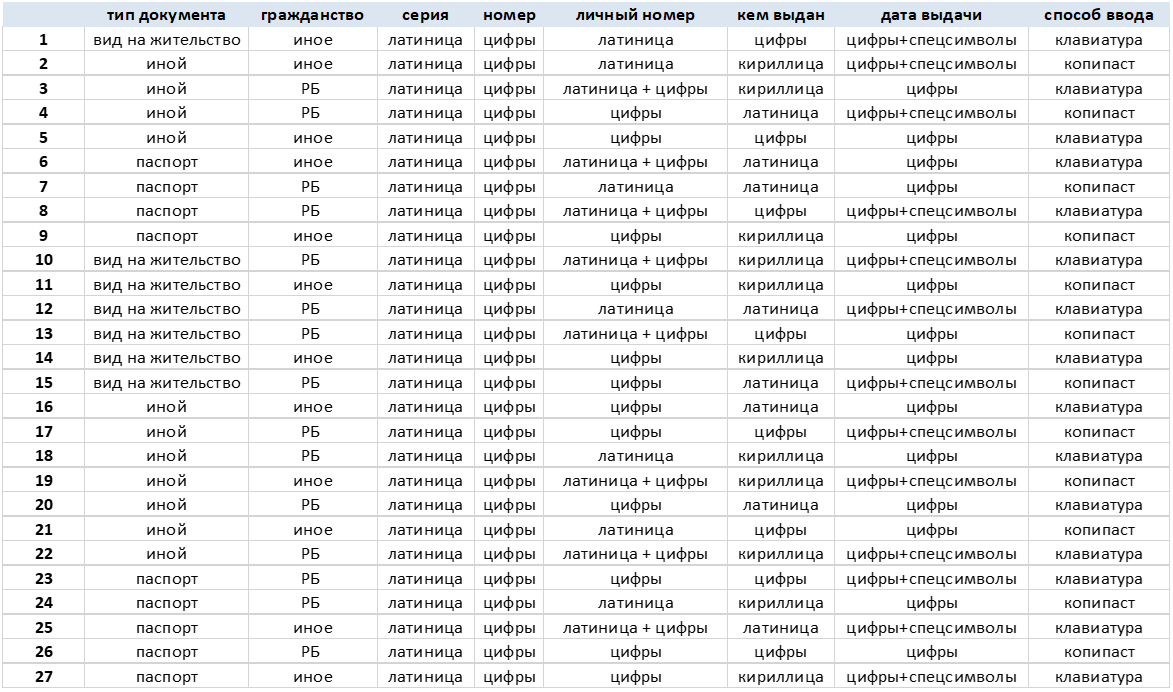 тип документа гражданство серия номер личный номер кем выдан дата выдачи способ ввода
1 вид на жительство иное латиница цифры латиница цифры цифры+спецсимволы клавиатура
2 иной иное латиница цифры латиница кириллица цифры+спецсимволы копипаст
3 иной РБ латиница цифры латиница + цифры кириллица цифры клавиатура
4 иной РБ латиница цифры цифры латиница цифры+спецсимволы копипаст
5 иной иное латиница цифры цифры цифры цифры клавиатура
6 паспорт иное латиница цифры латиница + цифры латиница цифры клавиатура
7 паспорт РБ латиница цифры латиница латиница цифры копипаст
8 паспорт РБ латиница цифры латиница + цифры цифры цифры+спецсимволы клавиатура
9 паспорт иное латиница цифры цифры кириллица цифры копипаст
10 вид на жительство РБ латиница цифры латиница + цифры кириллица цифры+спецсимволы клавиатура
11 вид на жительство иное латиница цифры цифры кириллица цифры копипаст
12 вид на жительство РБ латиница цифры латиница латиница цифры+спецсимволы клавиатура
13 вид на жительство РБ латиница цифры латиница + цифры цифры цифры копипаст
14 вид на жительство иное латиница цифры цифры кириллица цифры клавиатура
15 вид на жительство РБ латиница цифры цифры латиница цифры+спецсимволы копипаст
16 иной иное латиница цифры цифры латиница цифры клавиатура
17 иной РБ латиница цифры цифры цифры цифры+спецсимволы копипаст
18 иной РБ латиница цифры латиница кириллица цифры клавиатура
19 иной иное латиница цифры латиница + цифры кириллица цифры+спецсимволы копипаст
20 иной РБ латиница цифры цифры латиница цифры клавиатура
21 иной иное латиница цифры латиница цифры цифры копипаст
22 иной РБ латиница цифры латиница + цифры кириллица цифры+спецсимволы клавиатура
23 паспорт РБ латиница цифры цифры цифры цифры+спецсимволы клавиатура
24 паспорт РБ латиница цифры латиница кириллица цифры копипаст
25 паспорт иное латиница цифры латиница + цифры латиница цифры+спецсимволы клавиатура
26 паспорт РБ латиница цифры цифры цифры цифры копипаст
27 паспорт иное латиница цифры цифры кириллица цифры+спецсимволы клавиатура